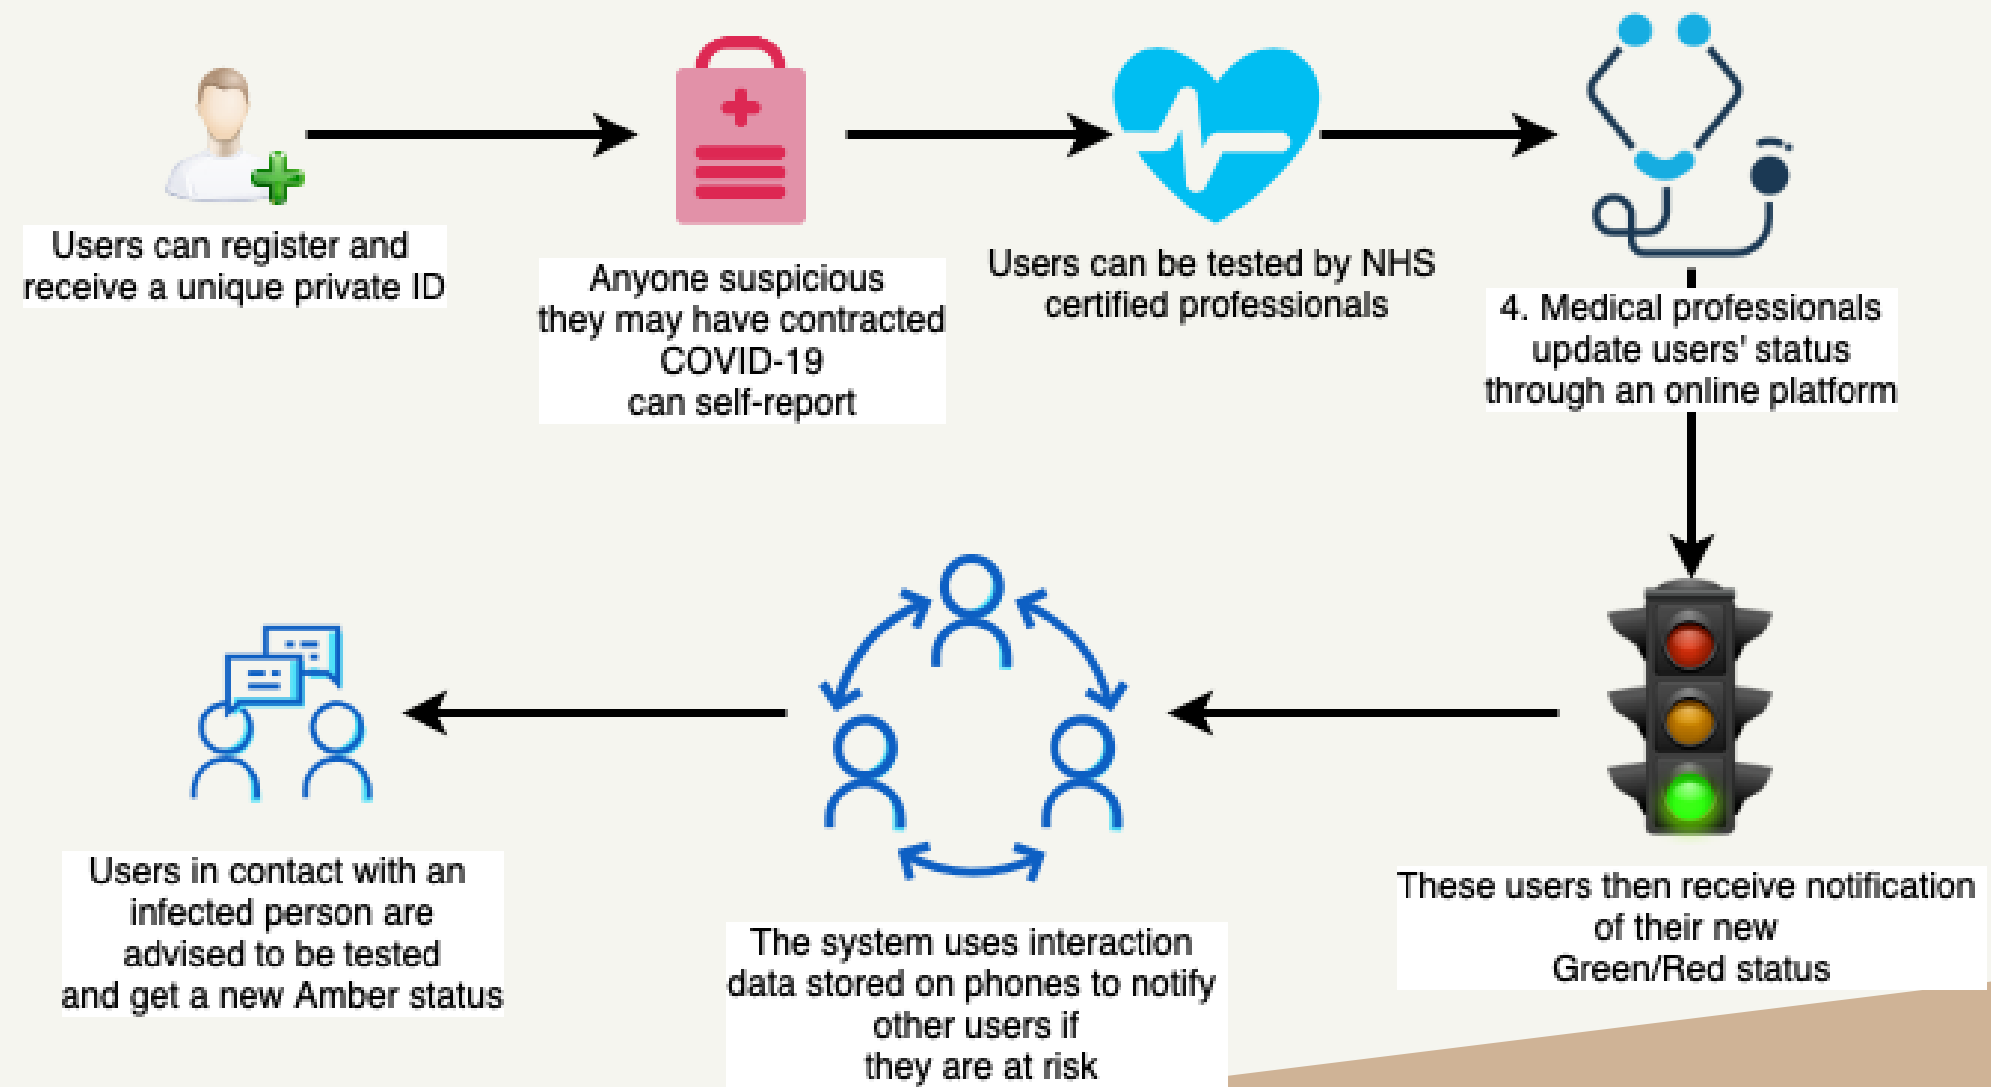 Users can register and
receive a unique private ID
Anyone suspicious
they may have contracted
COVID-19
can self-report
Users can be tested by NHS
certified professionals
4. Medical professionals
update users' status
through an online platform
These users then receive notification
of their new
Green/Red status
The system uses interaction
data stored on phones to notify
other users if
they are at risk
Users in contact with an
infected person are
advised to be tested
and get a new Amber status